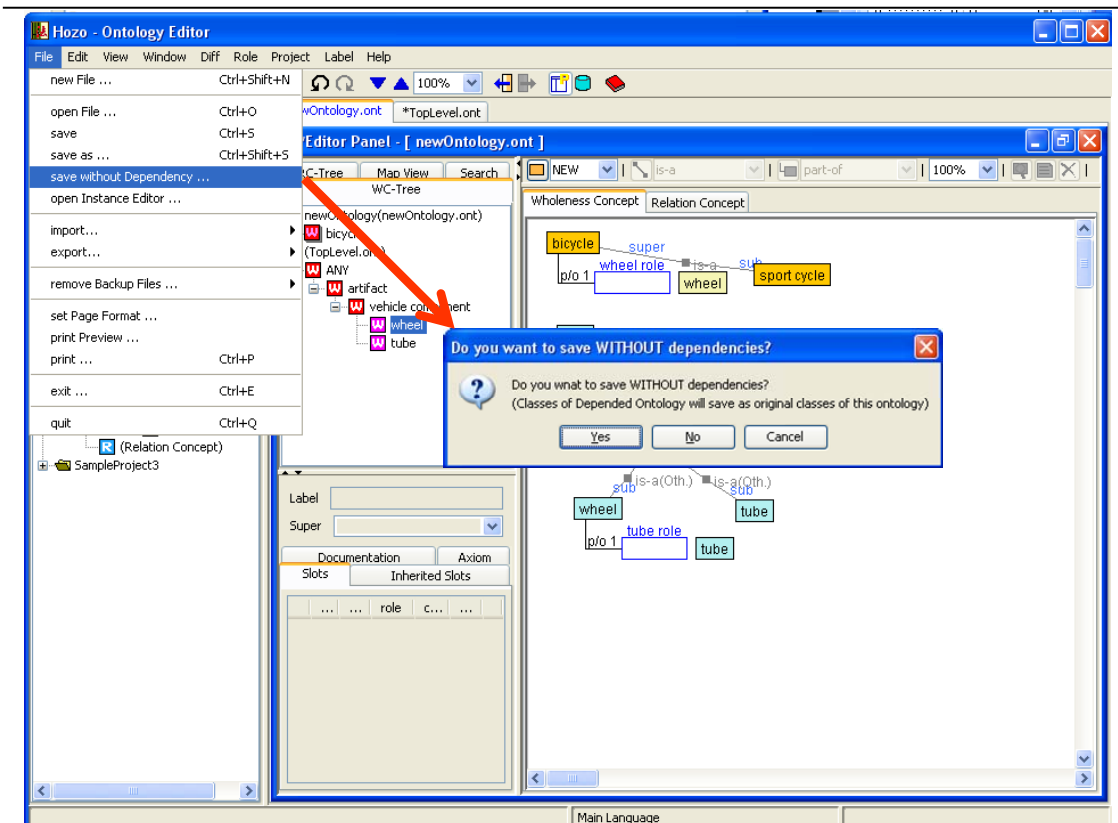 Hozo - Ontology Editor
File Edit View Window Diff Role Project Label Help
new File ... Ctrl+Shift+N
open File ... Ctrl+O
save Ctrl+S
save as ... Ctrl+Shift+S
save without Dependency ...
open Instance Editor ...
import...
export...
remove Backup Files ...
set Page Format ...
print Preview ...
print ... Ctrl+P
exit ... Ctrl+E
quit Ctrl+Q
(Relation Concept)
SampleProject3
100%
wOntology.ont *TopLevel.ont
Editor Panel - [ newOntology.ont ]
C-Tree Map View Search
WC-Tree
newOntology(newOntology.ont)
bicyc
(TopLevel.on
ANY
artifact
vehicle component
wheel
tube
Label
Super
Documentation Axiom
Slots Inherited Slots
... ... role c... ...
NEW is-a part-of 100%
Wholeness Concept Relation Concept
bicycle super
wheel role is-a sub
p/o 1 wheel sport cycle
Do you want to save WITHOUT dependencies?
Do you wnat to save WITHOUT dependencies?
(Classes of Depended Ontology will save as original classes of this ontology)
Yes No Cancel
is-a(Oth.) is-a(Oth.)
sub sub
wheel tube
tube role
p/o 1 tube
Main Language